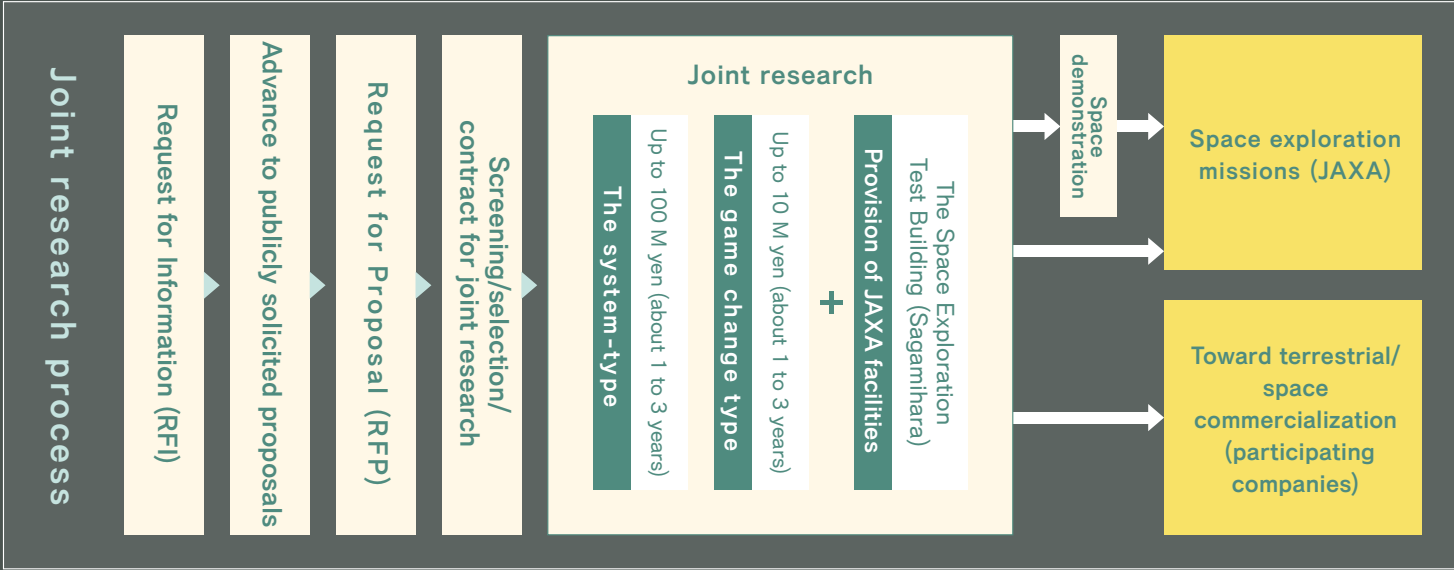 Joint research process
Request for Information (RFI)
Advance to publicly solicited proposals
Request for Proposal (RFP)
Screening/selection/
contract for joint research
Joint research
The system-type
Up to 100 M yen (about 1 to 3 years)
The game change type
Up to 10 M yen (about 1 to 3 years)
+
Provision of JAXA facilities
The Space Exploration
Test Building (Sagamihara)
Space
demonstration
Space exploration
missions (JAXA)
Toward terrestrial/
space
commercialization
(participating
companies)